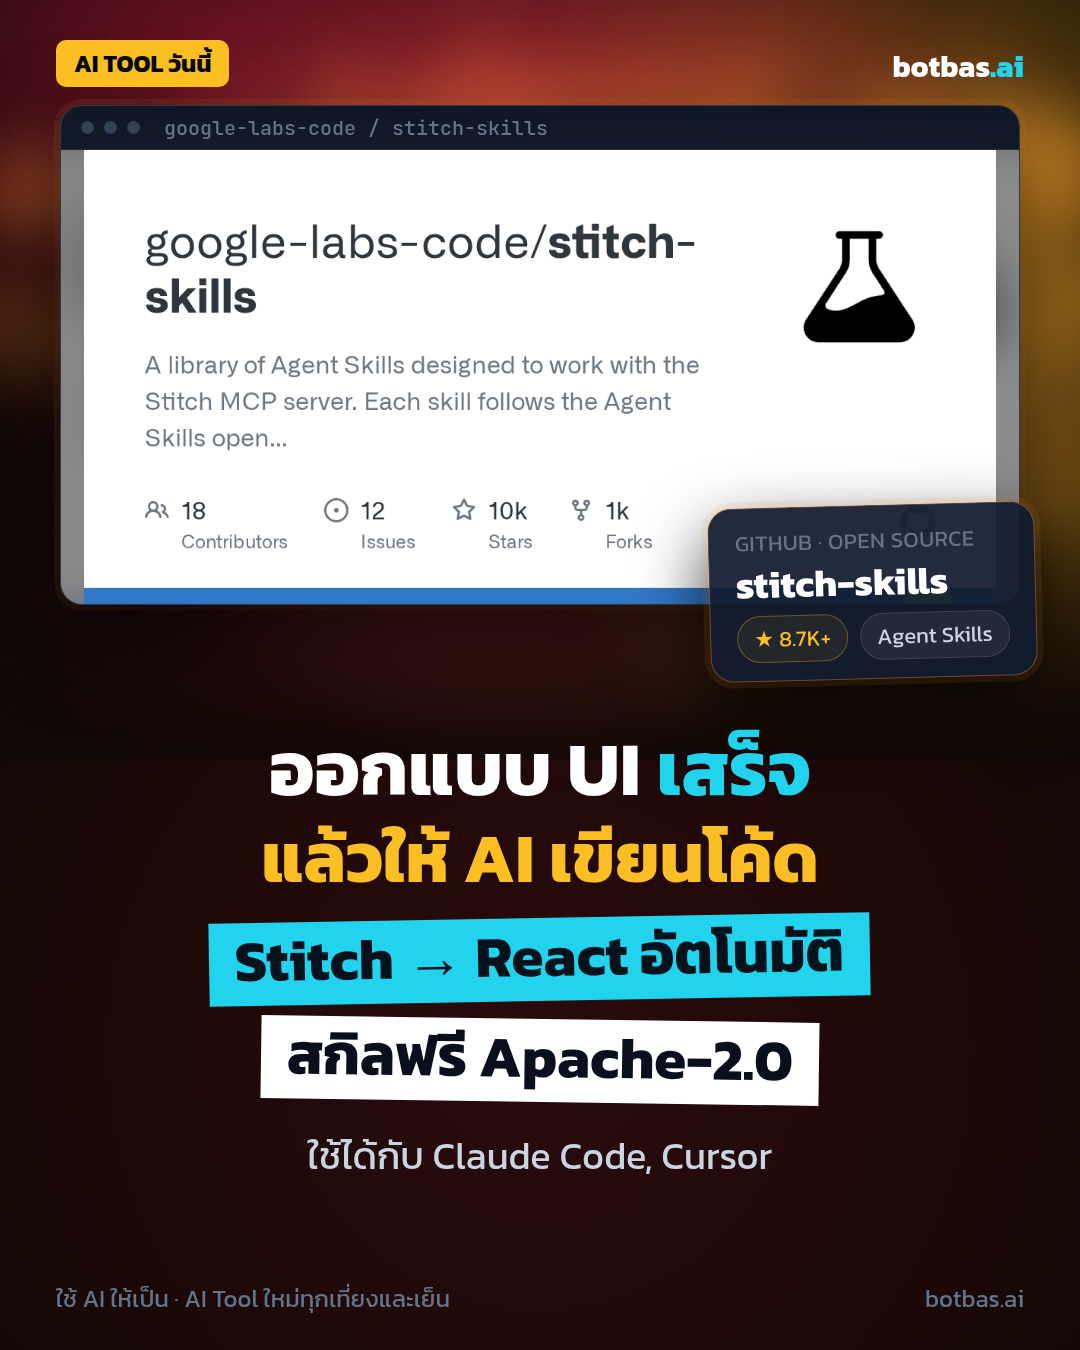 AI TOOL วันนี้
botbas.ai
google-labs-code / stitch-skills
google-labs-code/stitch-
skills
A library of Agent Skills designed to work with the
Stitch MCP server. Each skill follows the Agent
Skills open...
18
Contributors
12
Issues
10k
Stars
1k
Forks
GITHUB · OPEN SOURCE
stitch-skills
★ 8.7K+
Agent Skills
ออกแบบ UI เสร็จ
แล้วให้ AI เขียนโค้ด
Stitch → React อัตโนมัติ
สกิลฟรี Apache-2.0
ใช้ได้กับ Claude Code, Cursor
ใช้ AI ให้เป็น · AI Tool ใหม่ทุกเที่ยงและเย็น
botbas.ai